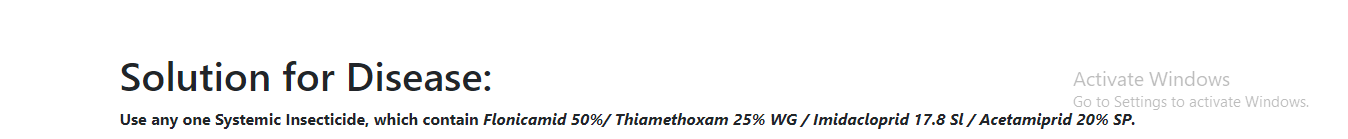 Solution for Disease:
Activate Windows
Go to Settings to activate Windows.
Use any one Systemic Insecticide, which contain Flonicamid 50%/ Thiamethoxam 25% WG / Imidacloprid 17.8 Sl / Acetamiprid 20% SP.